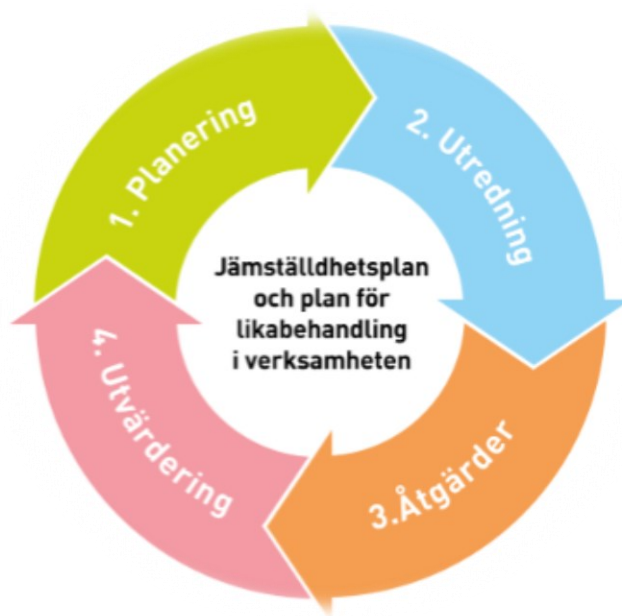 1. Planering
2. Utredning
Jämställdhetsplan
och plan för
likabehandling
i verksamheten
3.Åtgärder
4. Utvärdering